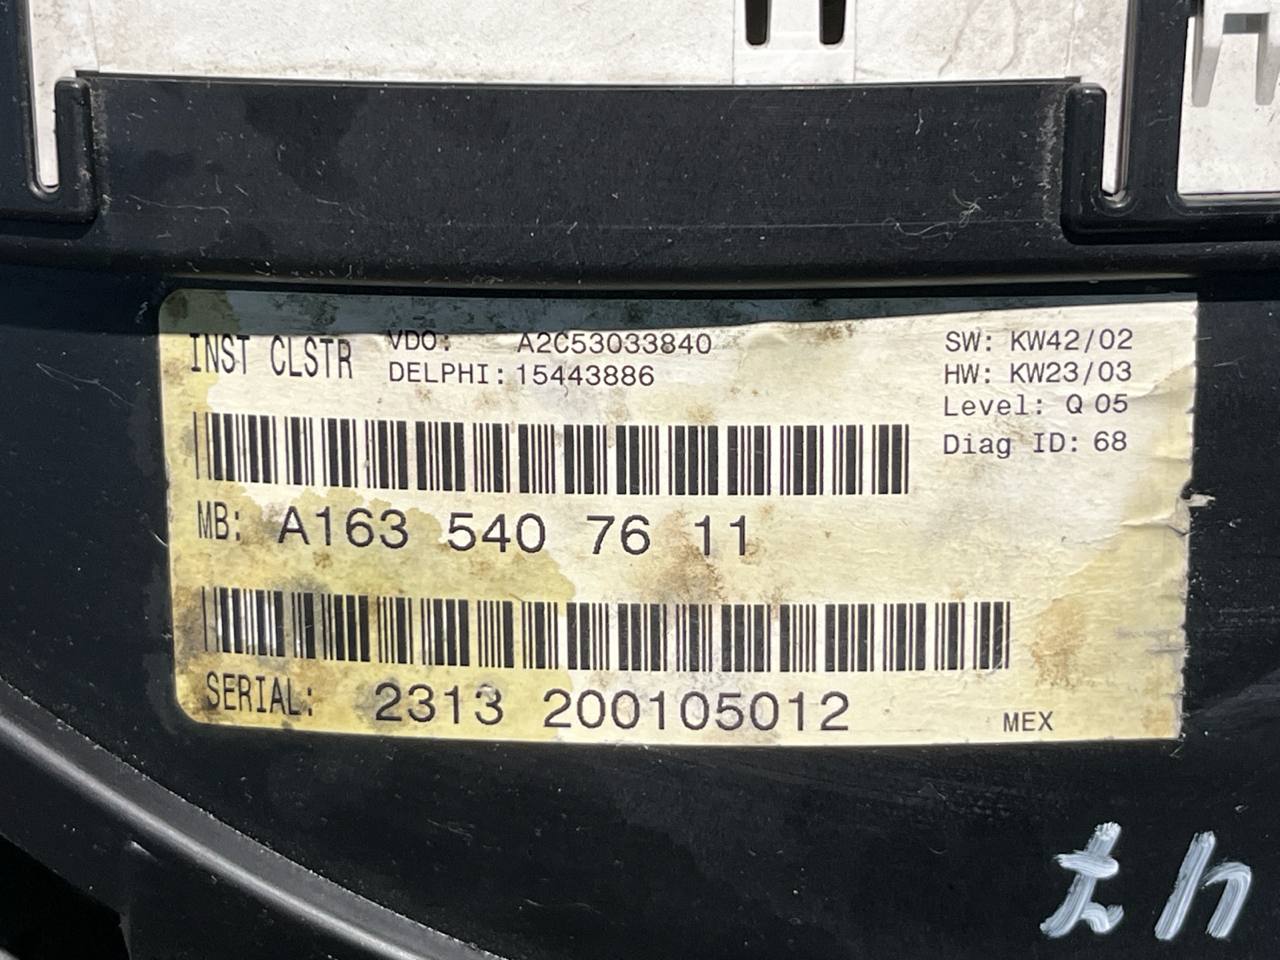 INST CLSTR
VDO: A2C53033840
DELPHI: 15443886
SW: KW42/02
HW: KW23/03
Level: Q 05
Diag ID: 68
MB: A163 540 76 11
SERIAL: 2313 200105012
MEX